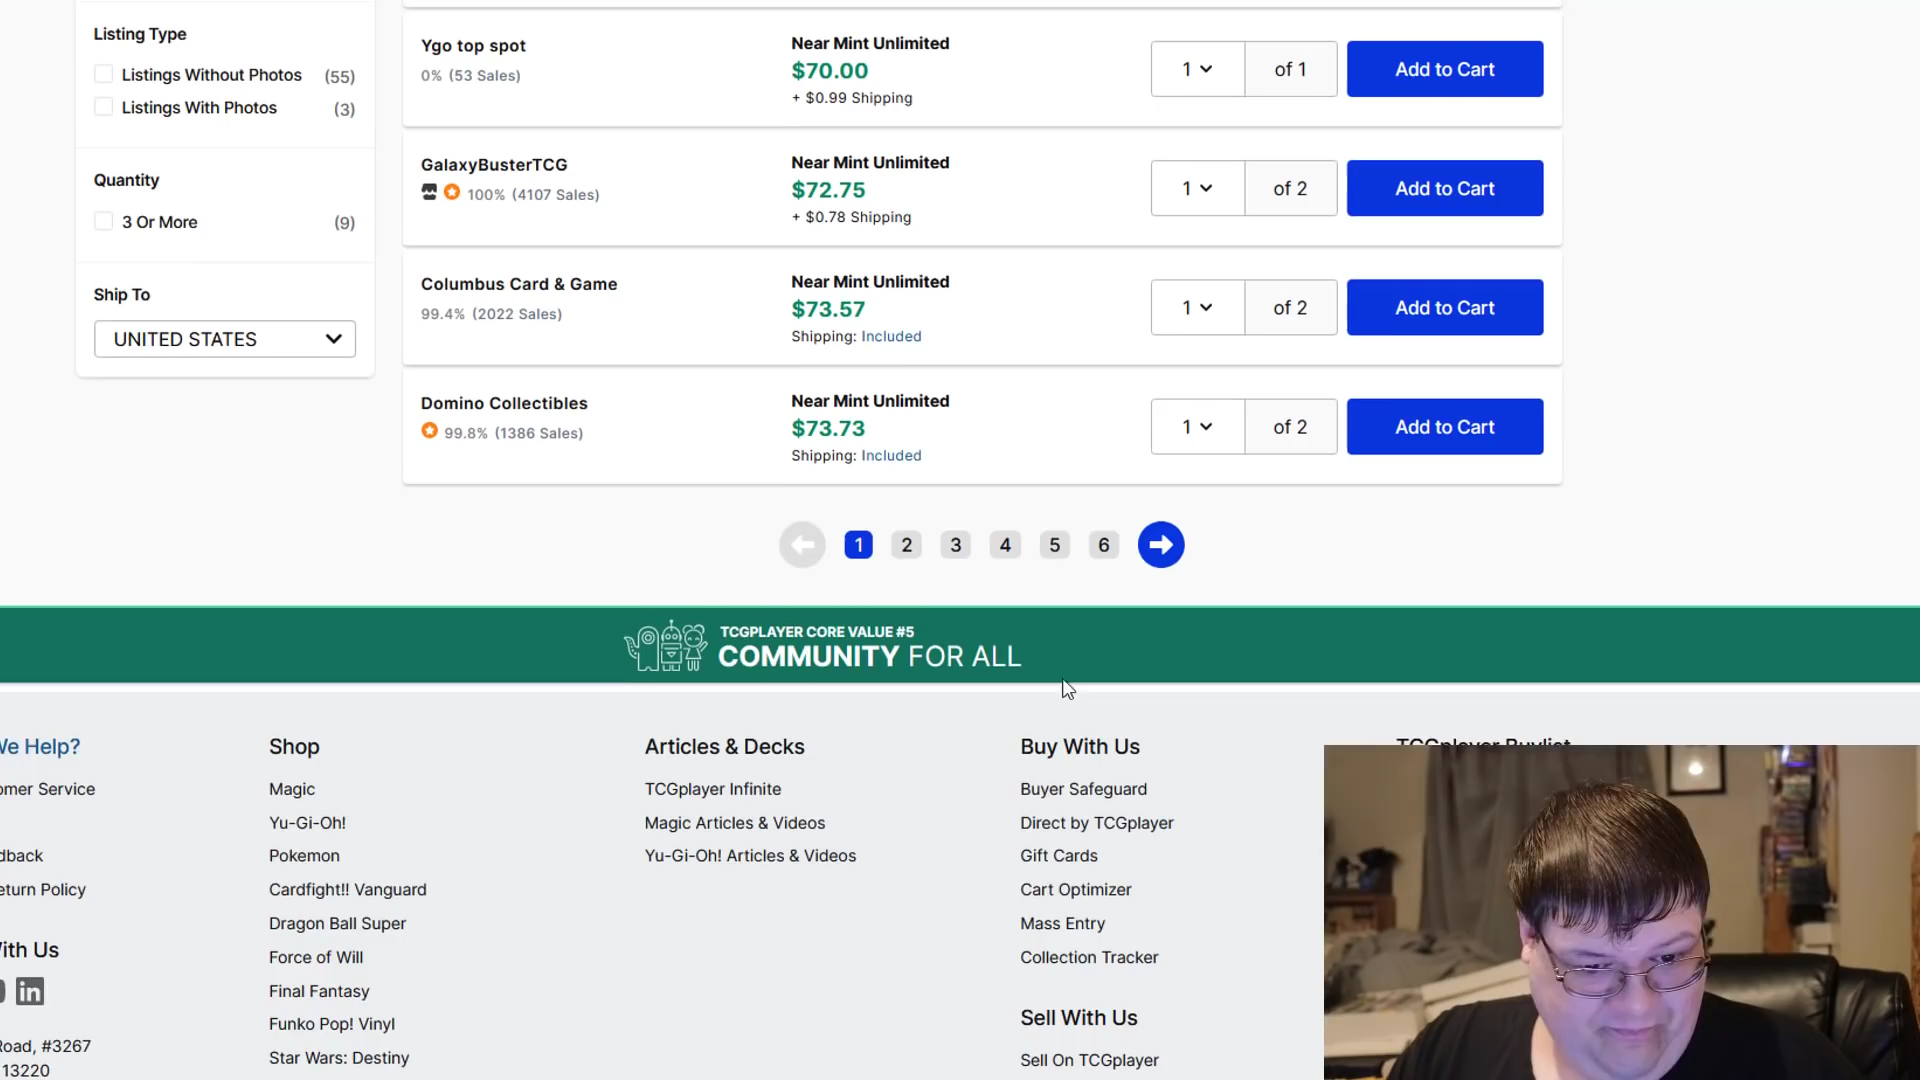 Listing Type
Listings Without Photos (55)
Listings With Photos (3)
Quantity
3 Or More (9)
Ship To
UNITED STATES
Ygo top spot
0% (53 Sales)
Near Mint Unlimited
$70.00
+ $0.99 Shipping
1 of 1
Add to Cart
GalaxyBusterTCG
100% (4107 Sales)
Near Mint Unlimited
$72.75
+ $0.78 Shipping
1 of 2
Add to Cart
Columbus Card & Game
99.4% (2022 Sales)
Near Mint Unlimited
$73.57
Shipping: Included
1 of 2
Add to Cart
Domino Collectibles
99.8% (1386 Sales)
Near Mint Unlimited
$73.73
Shipping: Included
1 of 2
Add to Cart
1 2 3 4 5 6
TCGPLAYER CORE VALUE #5
COMMUNITY FOR ALL
We Help?
omer Service
dback
eturn Policy
With Us
in
Road, #3267
13220
Shop
Magic
Yu-Gi-Oh!
Pokemon
Cardfight!! Vanguard
Dragon Ball Super
Force of Will
Final Fantasy
Funko Pop! Vinyl
Star Wars: Destiny
Articles & Decks
TCGplayer Infinite
Magic Articles & Videos
Yu-Gi-Oh! Articles & Videos
Buy With Us
Buyer Safeguard
Direct by TCGplayer
Gift Cards
Cart Optimizer
Mass Entry
Collection Tracker
Sell With Us
Sell On TCGplayer
TCGplayer Buylist